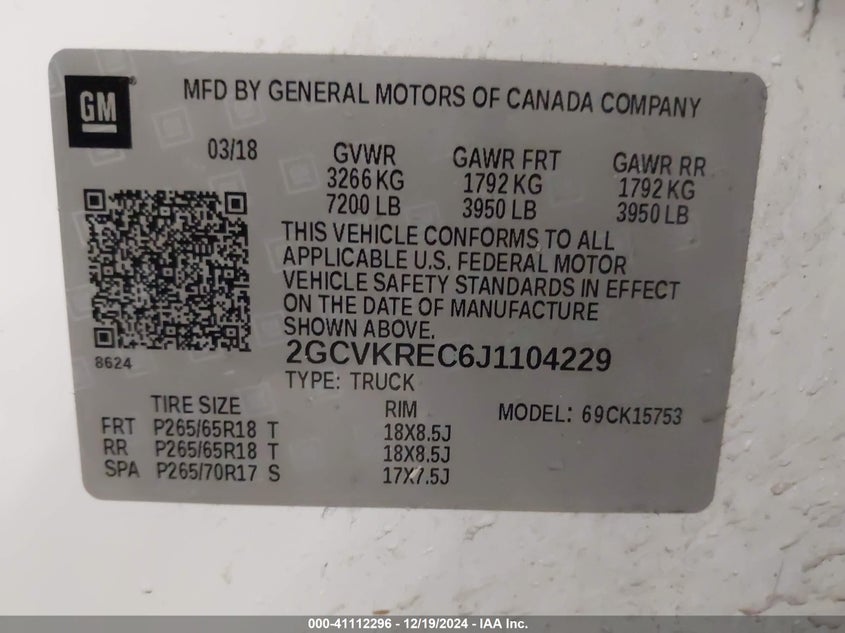 GM
MFD BY GENERAL MOTORS OF CANADA COMPANY
03/18 GVWR GAWR FRT GAWR RR
3266 KG 1792 KG 1792 KG
7200 LB 3950 LB 3950 LB
THIS VEHICLE CONFORMS TO ALL
APPLICABLE U.S. FEDERAL MOTOR
VEHICLE SAFETY STANDARDS IN EFFECT
ON THE DATE OF MANUFACTURE
SHOWN ABOVE.
8624
2GCVKREC6J1104229
TYPE: TRUCK
TIRE SIZE RIM MODEL: 69CK15753
FRT P265/65R18 T 18X8.5J
RR P265/65R18 T 18X8.5J
SPA P265/70R17 S 17X7.5J
000-41112296 - 12/19/2024 - IAA Inc.